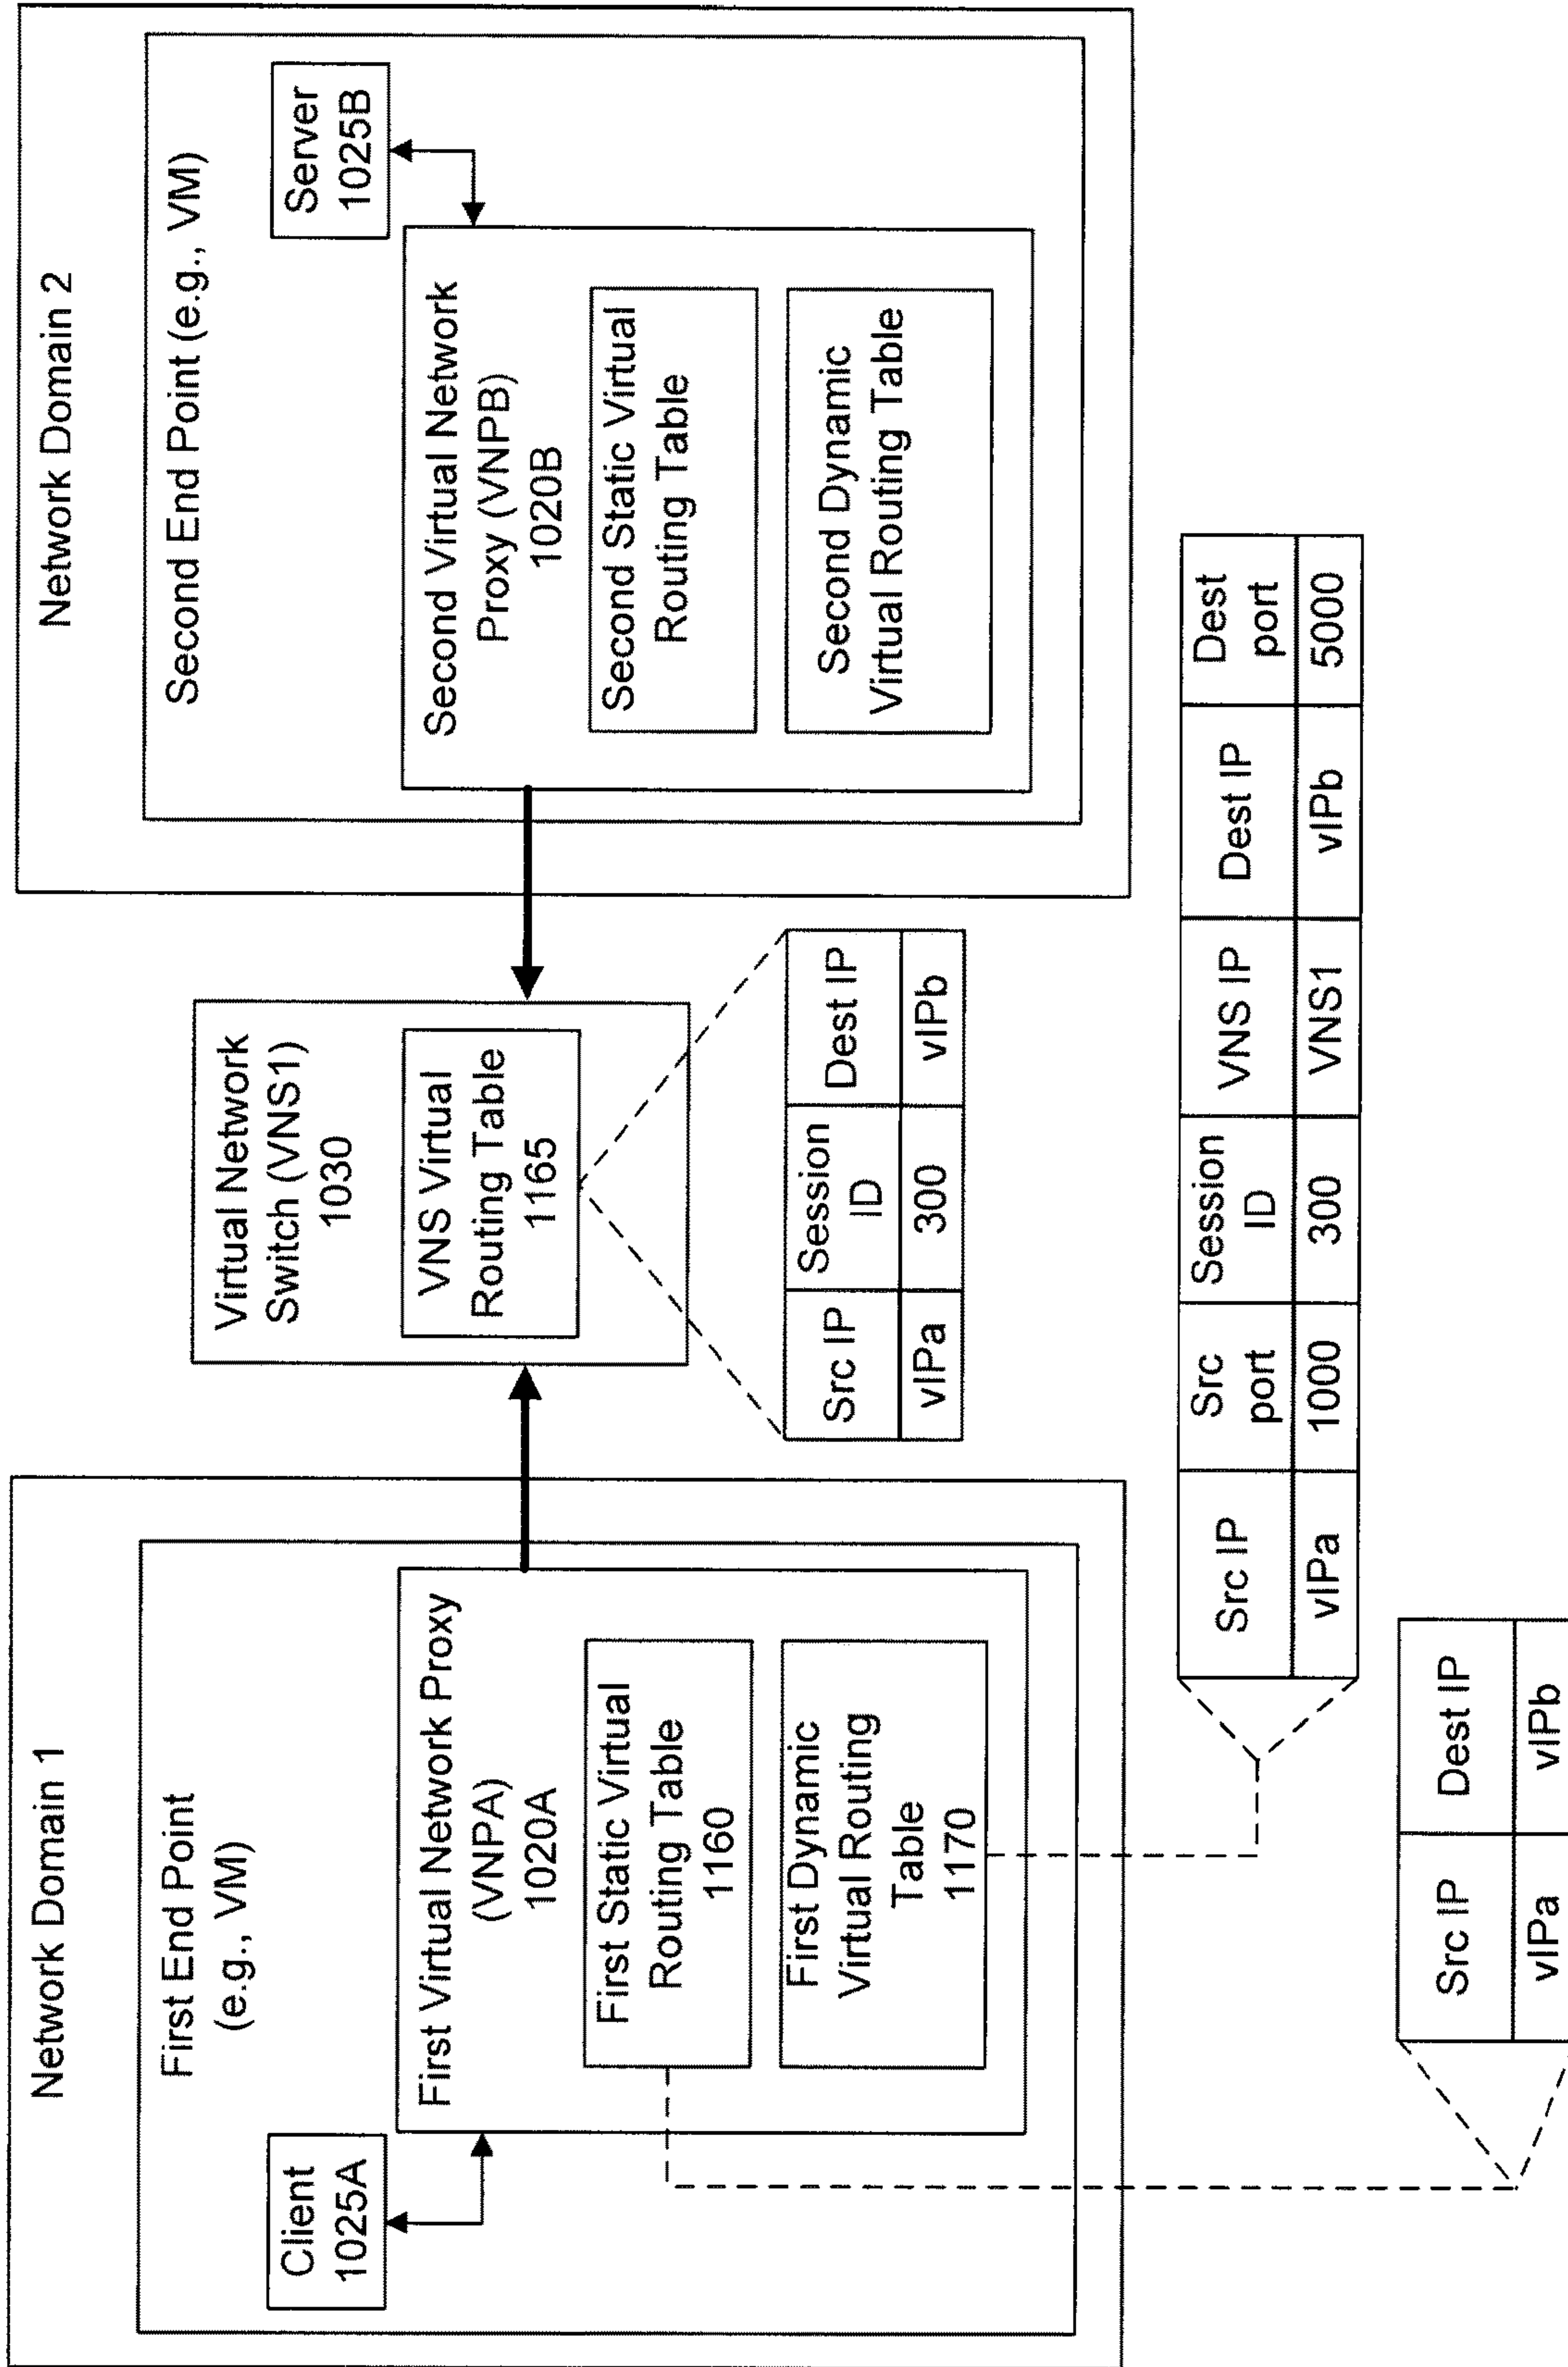 Network Domain 1
First End Point
(e.g., VM)
Client
1025A
First Virtual Network Proxy
(VNPA)
1020A
First Static Virtual
Routing Table
1160
First Dynamic
Virtual Routing
Table
1170
Virtual Network
Switch (VNS1)
1030
VNS Virtual
Routing Table
1165
Src IP Session ID Dest IP
vIPa 300 vIPb
Network Domain 2
Second End Point (e.g., VM)
Server
1025B
Second Virtual Network
Proxy (VNPB)
1020B
Second Static Virtual
Routing Table
Second Dynamic
Virtual Routing Table
Src IP Src port Session ID VNS IP Dest IP Dest port
vIPa 1000 300 VNS1 vIPb 5000
Src IP Dest IP
vIPa vIPb